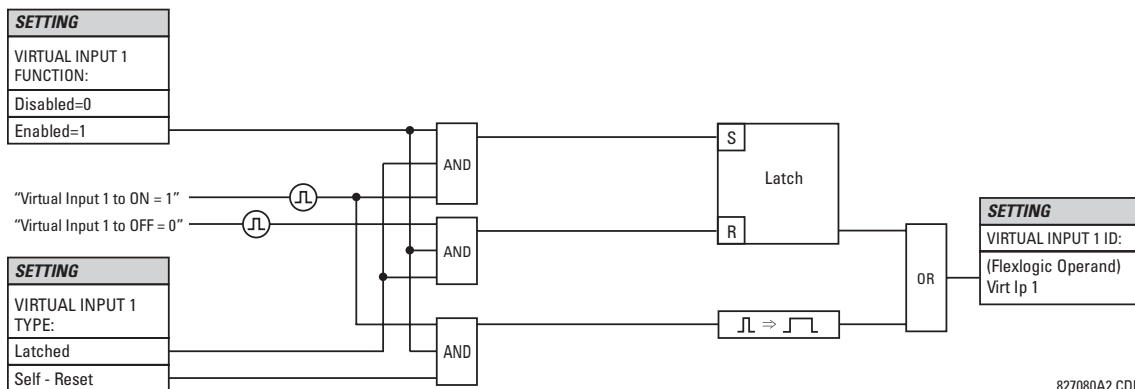 SETTING
VIRTUAL INPUT 1
FUNCTION:
Disabled=0
Enabled=1
“Virtual Input 1 to ON = 1”
“Virtual Input 1 to OFF = 0”
SETTING
VIRTUAL INPUT 1
TYPE:
Latched
Self - Reset
AND
AND
AND
S
Latch
R
OR
SETTING
VIRTUAL INPUT 1 ID:
(Flexlogic Operand)
Virt Ip 1